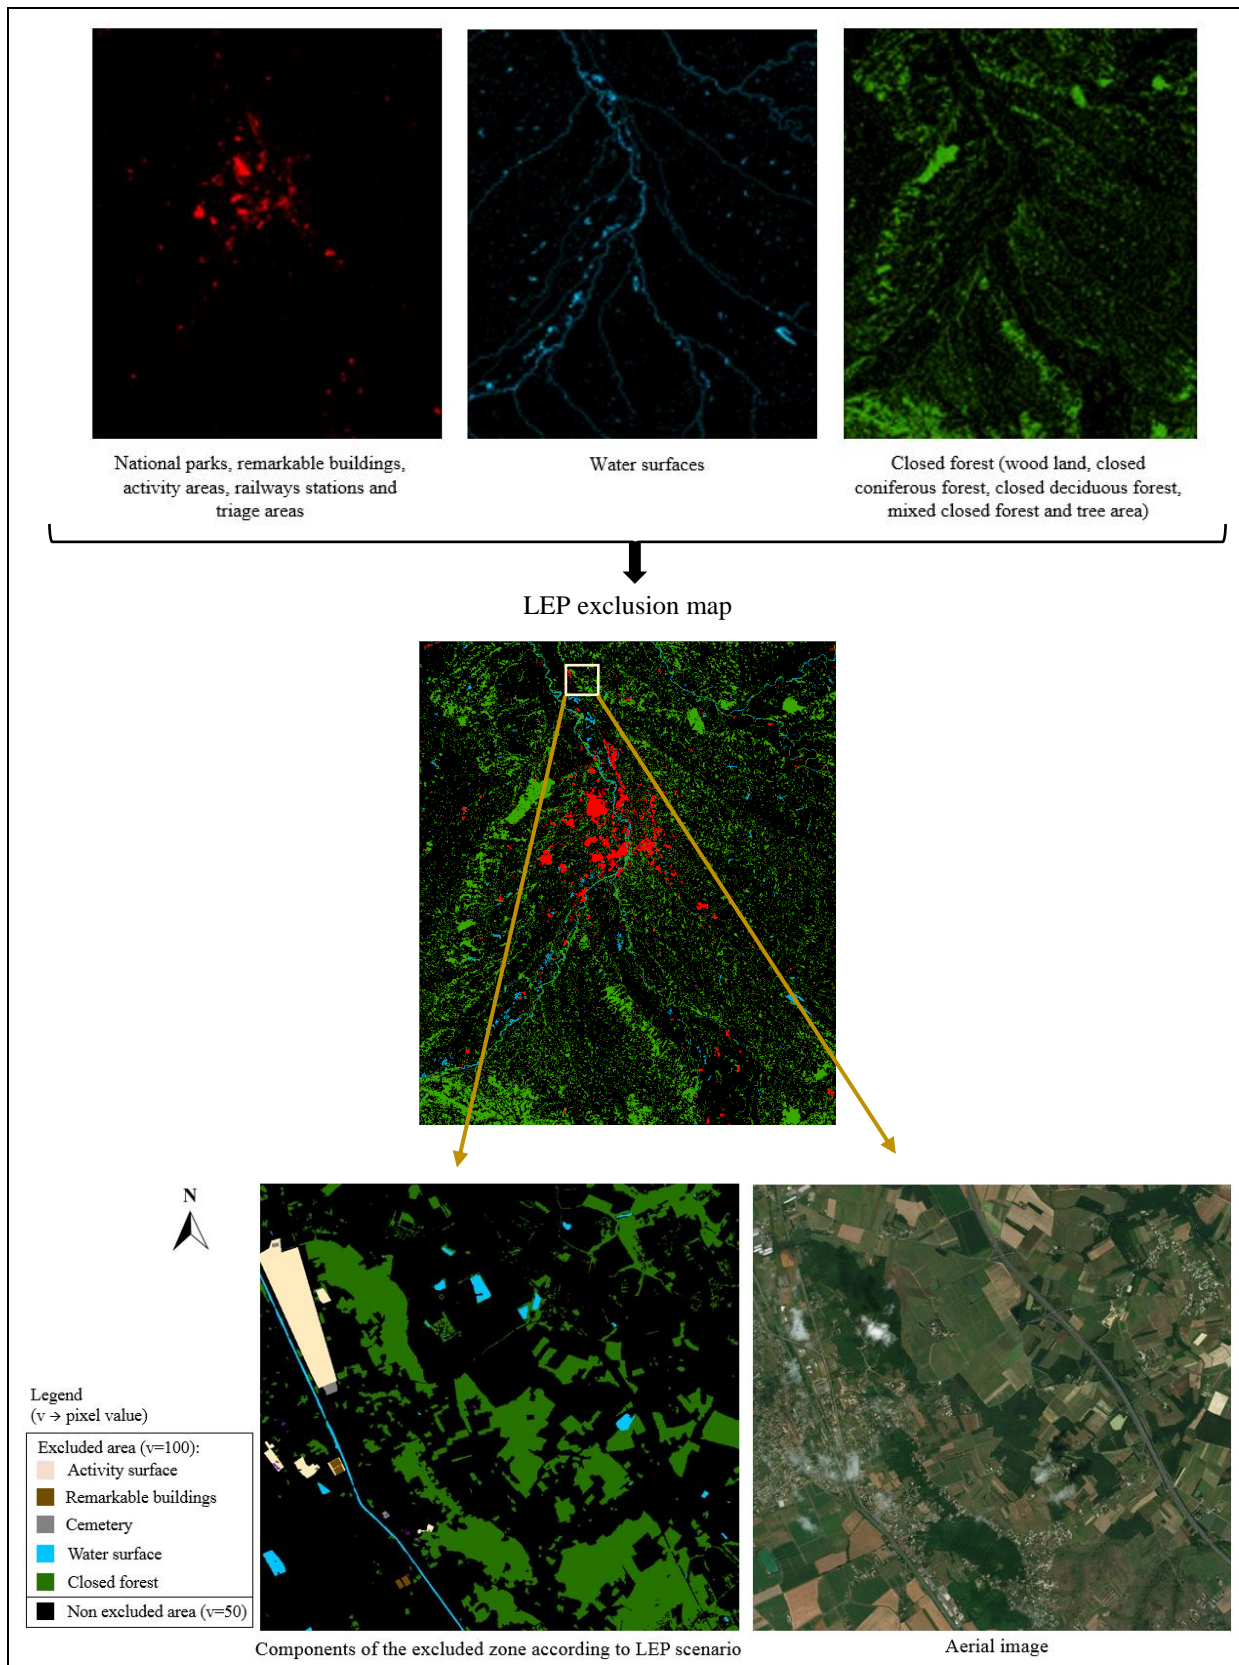 National parks, remarkable buildings,
activity areas, railways stations and
triage areas
Water surfaces
Closed forest (wood land, closed
coniferous forest, closed deciduous forest,
mixed closed forest and tree area)
LEP exclusion map
N
Legend
(v → pixel value)
Excluded area (v=100):
Activity surface
Remarkable buildings
Cemetery
Water surface
Closed forest
Non excluded area (v=50)
Components of the excluded zone according to LEP scenario
Aerial image